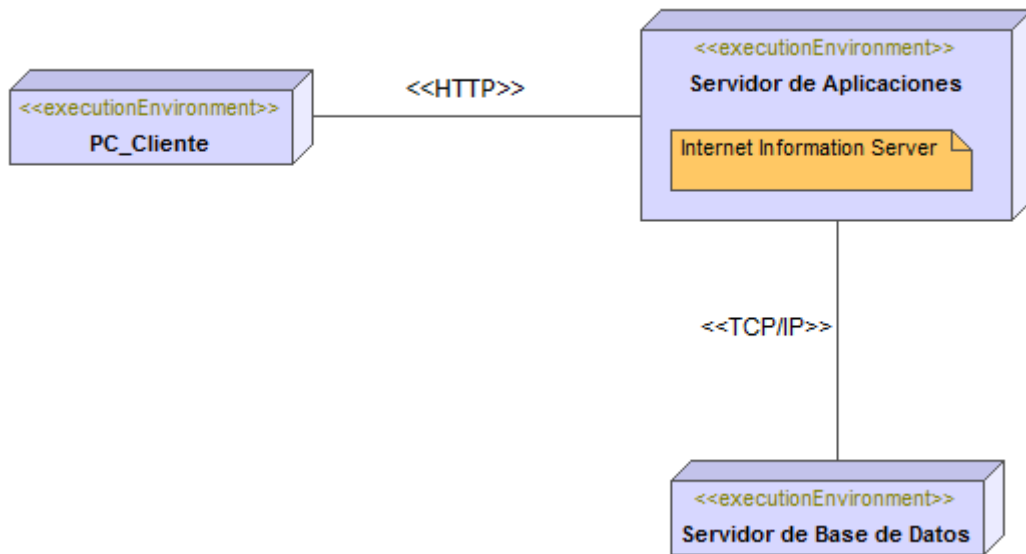 <<executionEnvironment>>
PC_Cliente
<<HTTP>>
<<executionEnvironment>>
Servidor de Aplicaciones
Internet Information Server
<<TCP/IP>>
<<executionEnvironment>>
Servidor de Base de Datos